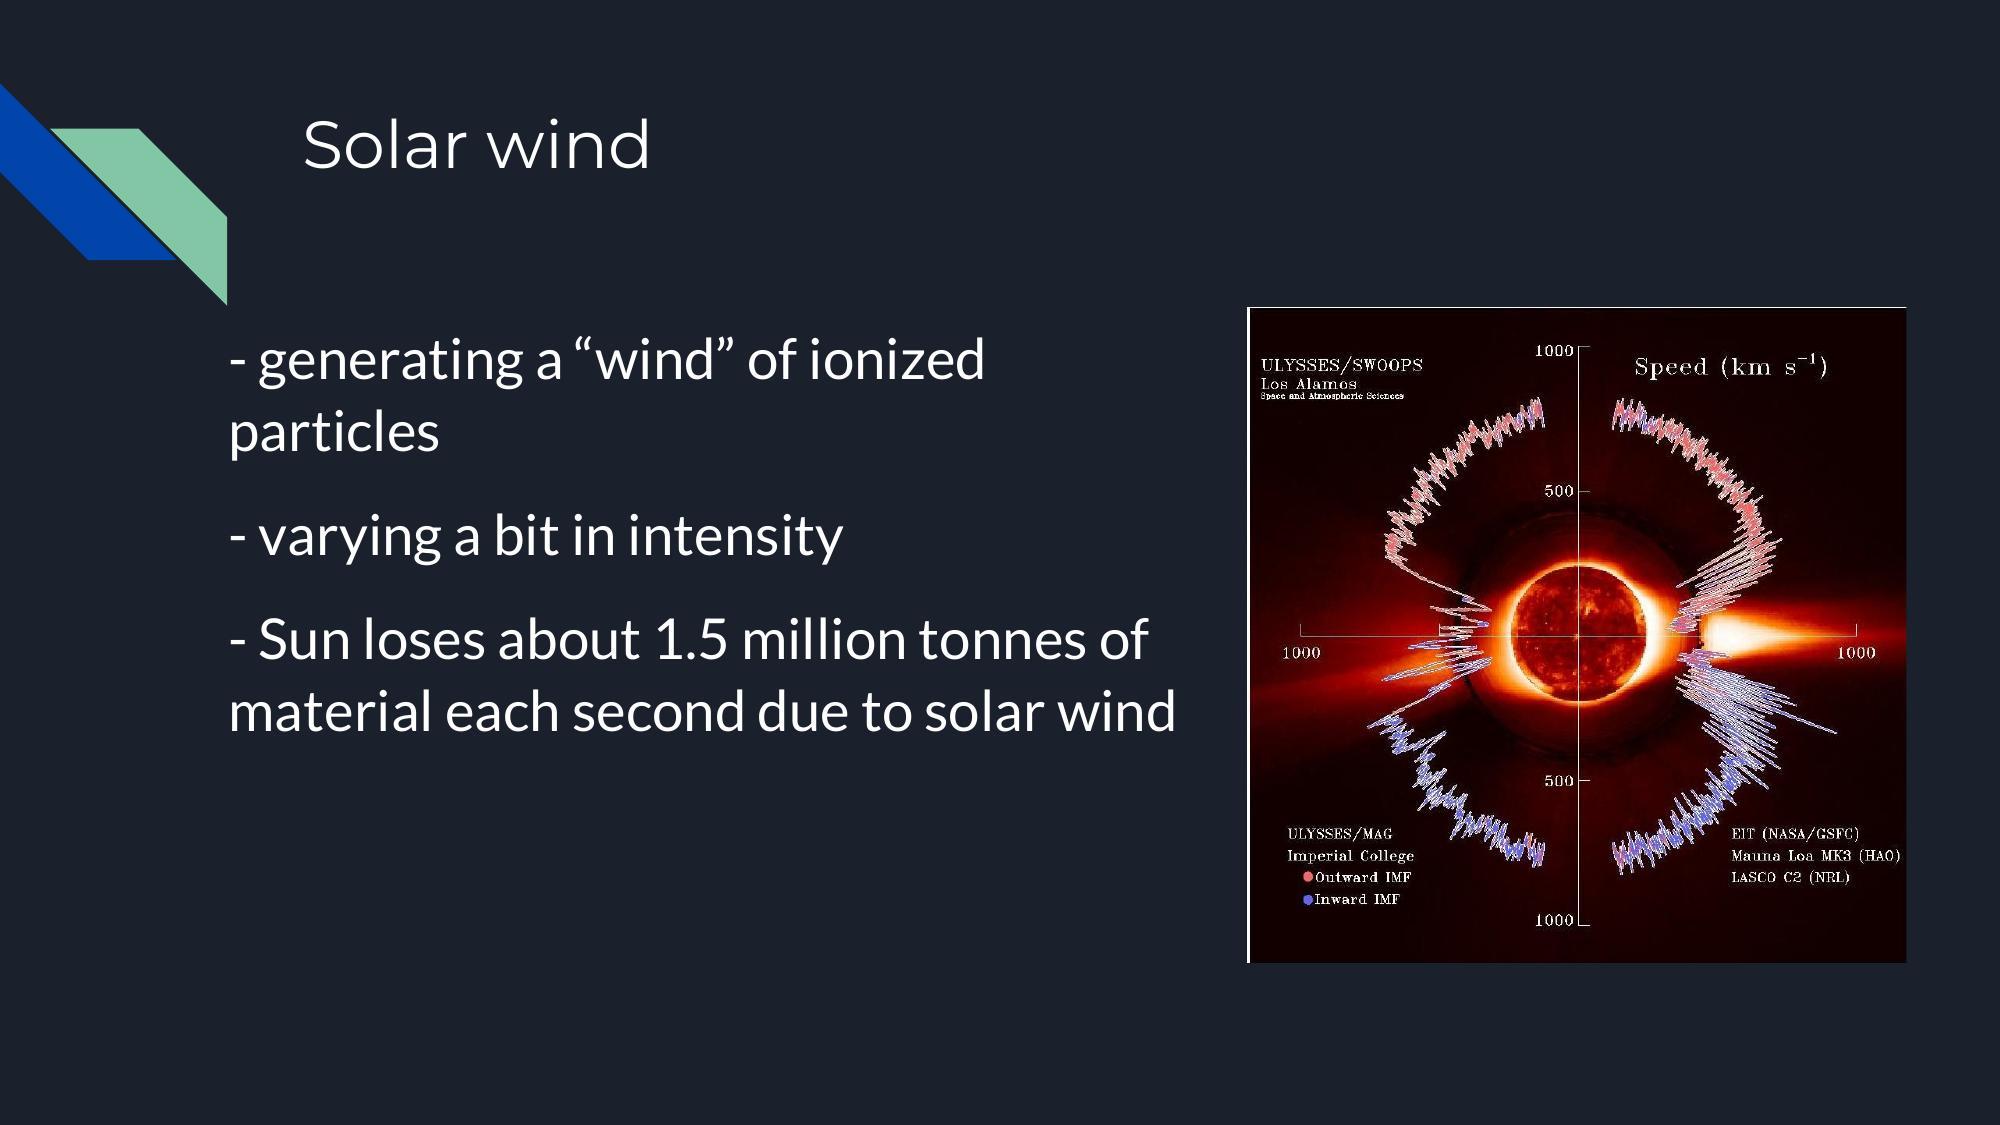 Solar wind
- generating a “wind” of ionized
particles
- varying a bit in intensity
- Sun loses about 1.5 million tonnes of
material each second due to solar wind
ULYSSES/SWOOPS
Los Alamos
Space and Atmospheric Sciences
1000
Speed (km s⁻¹)
500
1000
1000
500
ULYSSES/MAG
Imperial College
Outward IMF
Inward IMF
EIT (NASA/GSFC)
Mauna Loa MK3 (HAO)
LASCO C2 (NRL)
1000